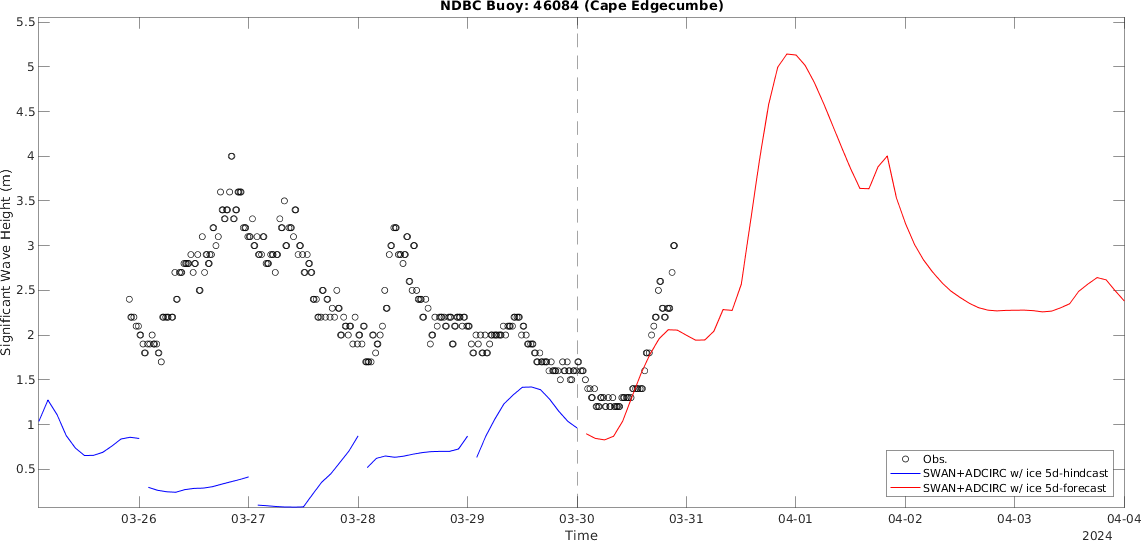 NDBC Buoy: 46084 (Cape Edgecumbe)
5.5
5
4.5
4
3.5
3
2.5
2
1.5
1
0.5
Significant Wave Height (m)
Obs.
SWAN+ADCIRC w/ ice 5d-hindcast
SWAN+ADCIRC w/ ice 5d-forecast
03-26 03-27 03-28 03-29 03-30 03-31 04-01 04-02 04-03 04-04
Time
2024